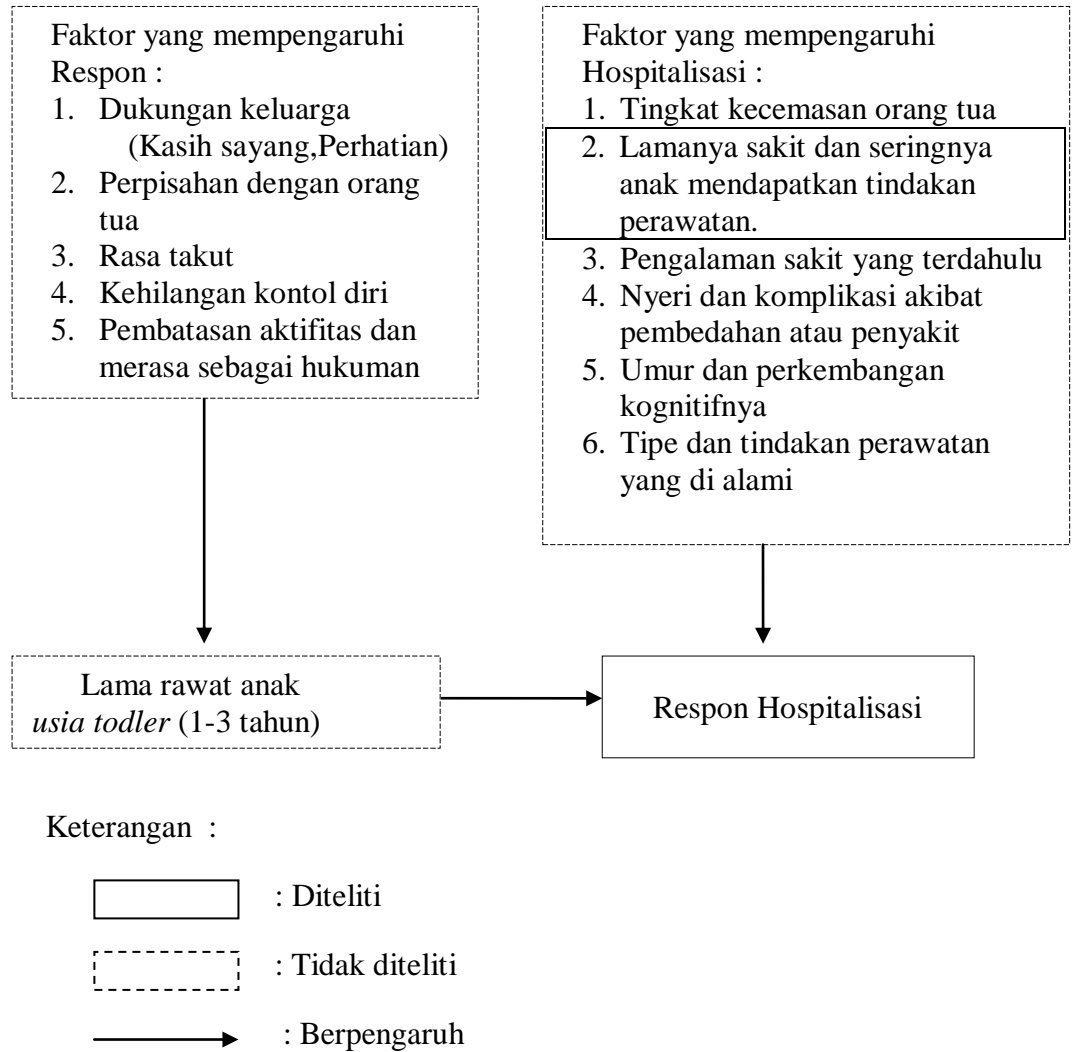 Faktor yang mempengaruhi
Respon :
1. Dukungan keluarga
(Kasih sayang,Perhatian)
2. Perpisahan dengan orang
tua
3. Rasa takut
4. Kehilangan kontol diri
5. Pembatasan aktifitas dan
merasa sebagai hukuman
Faktor yang mempengaruhi
Hospitalisasi :
1. Tingkat kecemasan orang tua
2. Lamanya sakit dan seringnya
anak mendapatkan tindakan
perawatan.
3. Pengalaman sakit yang terdahulu
4. Nyeri dan komplikasi akibat
pembedahan atau penyakit
5. Umur dan perkembangan
kognitifnya
6. Tipe dan tindakan perawatan
yang di alami
Lama rawat anak
usia todler (1-3 tahun)
Respon Hospitalisasi
Keterangan :
: Diteliti
: Tidak diteliti
: Berpengaruh